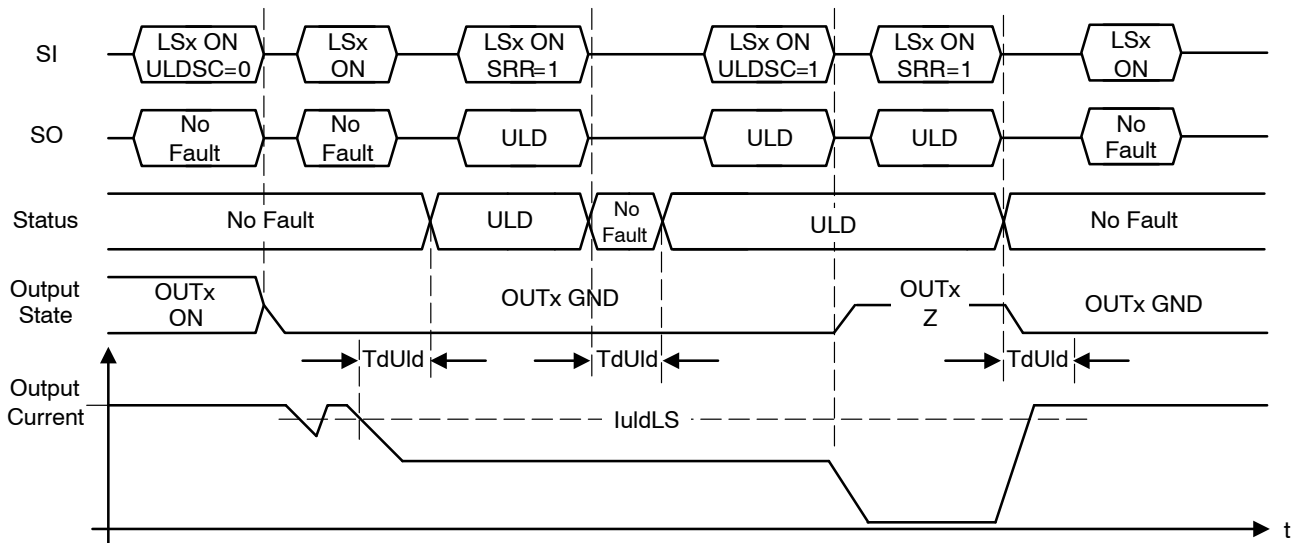 SI
LSx ON
ULDSC=0
LSx
ON
LSx ON
SRR=1
LSx ON
ULDSC=1
LSx ON
SRR=1
LSx
ON
SO
No
Fault
No
Fault
ULD
ULD
ULD
No
Fault
Status
No Fault
ULD
No
Fault
ULD
No Fault
Output
State
OUTx
ON
OUTx GND
OUTx
Z
OUTx GND
TdUld
TdUld
TdUld
Output
Current
IuldLS
t